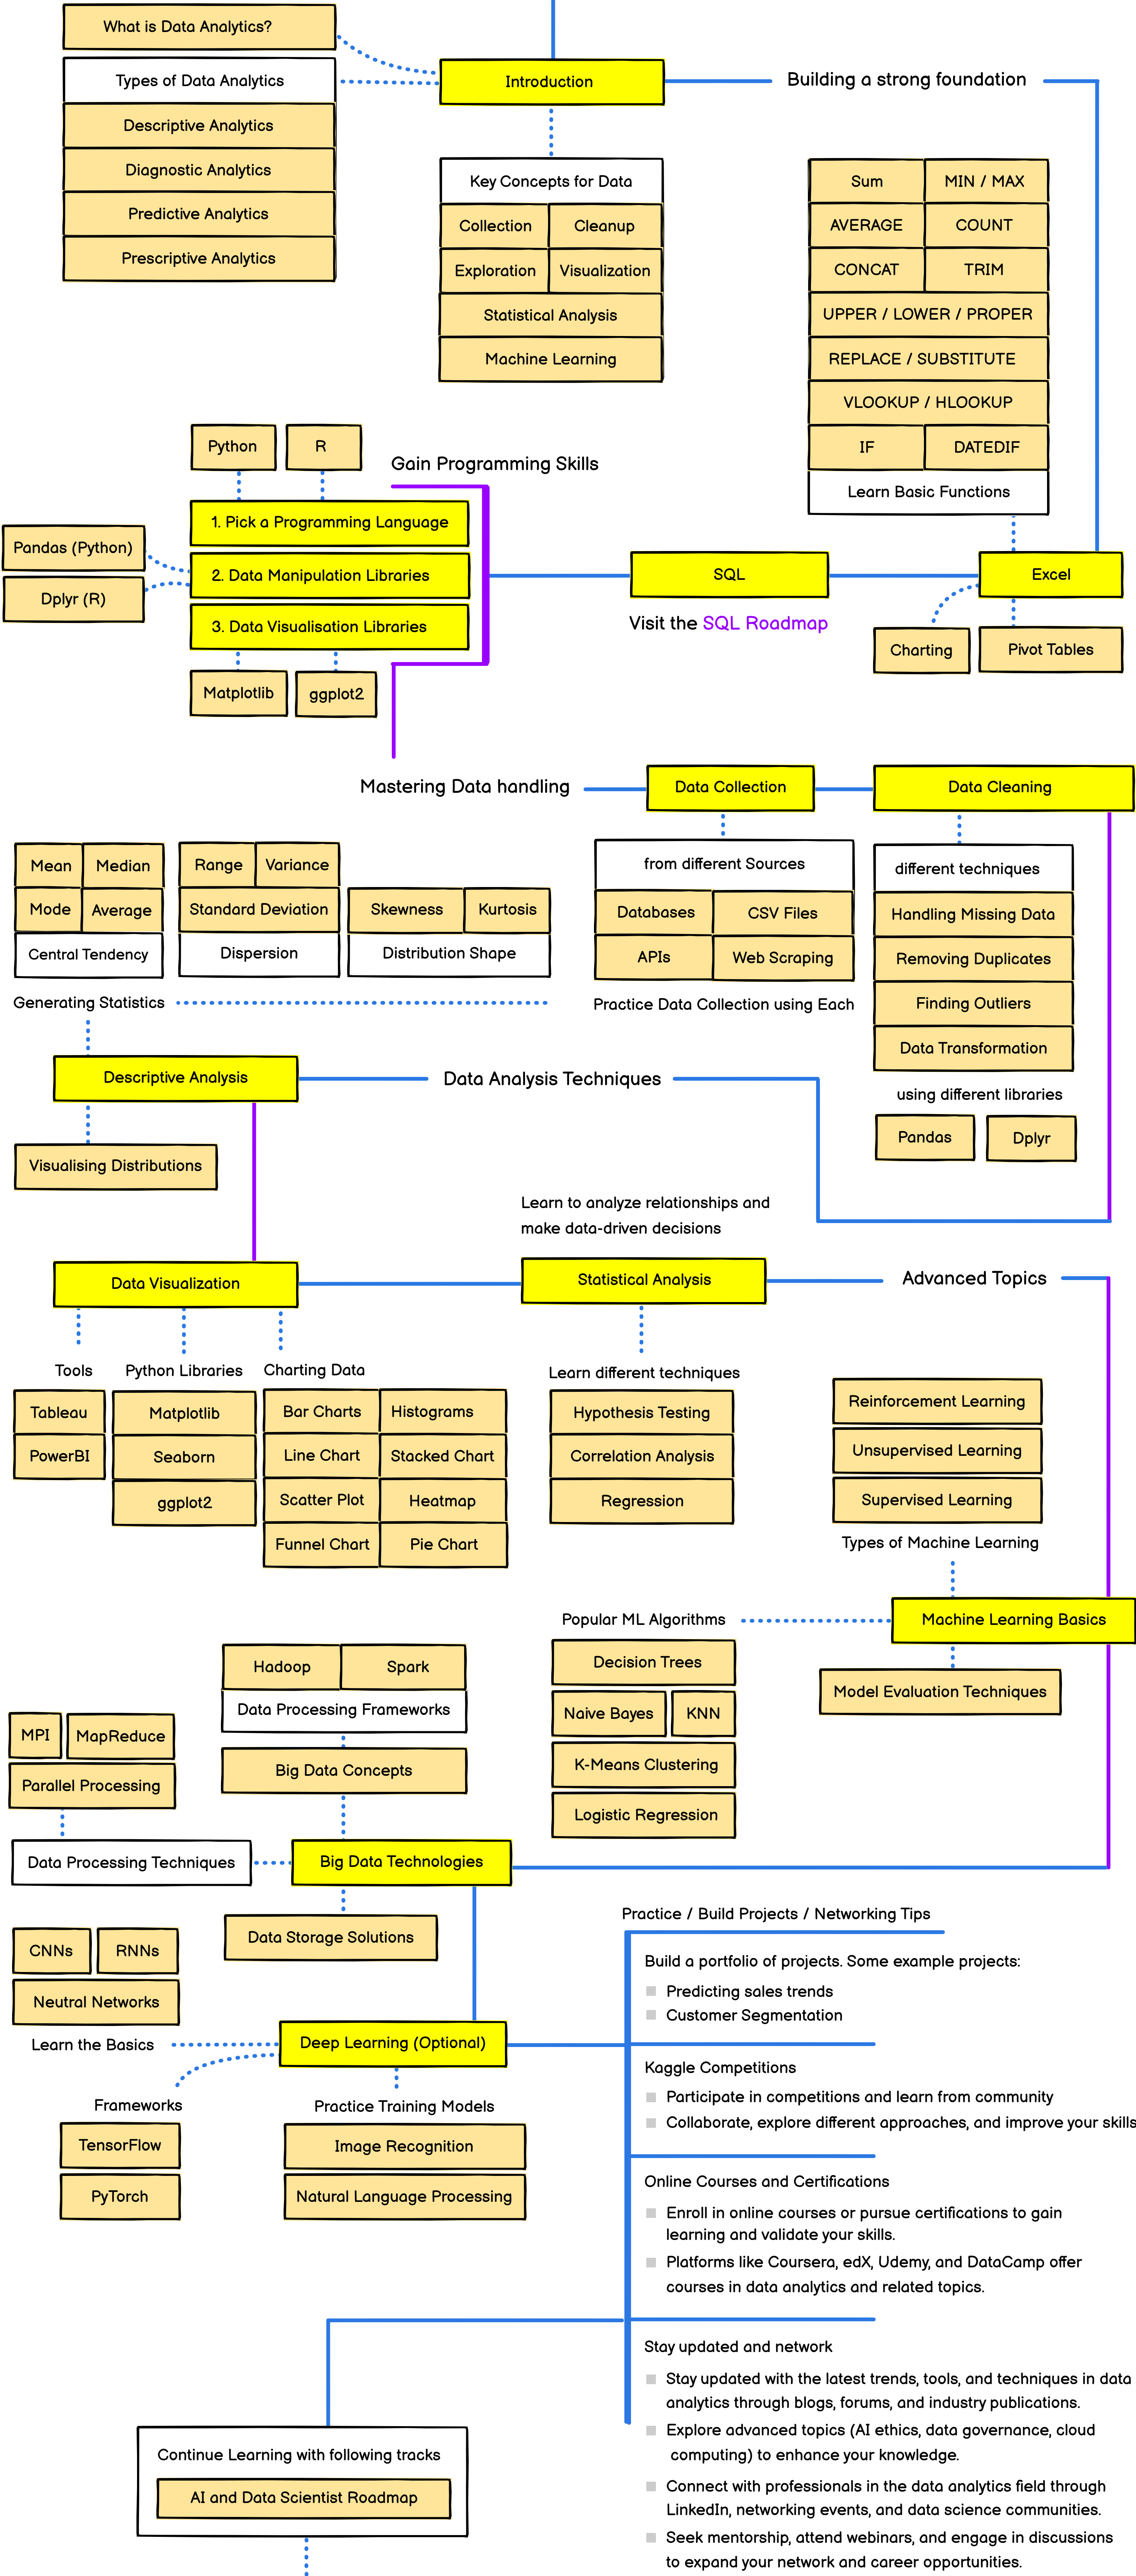 What is Data Analytics?
Types of Data Analytics
Descriptive Analytics
Diagnostic Analytics
Predictive Analytics
Prescriptive Analytics
Introduction
Building a strong foundation
Key Concepts for Data
Collection
Cleanup
Exploration
Visualization
Statistical Analysis
Machine Learning
Sum
MIN / MAX
AVERAGE
COUNT
CONCAT
TRIM
UPPER / LOWER / PROPER
REPLACE / SUBSTITUTE
VLOOKUP / HLOOKUP
IF
DATEDIF
Learn Basic Functions
Excel
Charting
Pivot Tables
SQL
Visit the SQL Roadmap
Gain Programming Skills
Python
R
1. Pick a Programming Language
2. Data Manipulation Libraries
3. Data Visualisation Libraries
Pandas (Python)
Dplyr (R)
Matplotlib
ggplot2
Mastering Data handling
Data Collection
Data Cleaning
from different Sources
Databases
CSV Files
APIs
Web Scraping
Practice Data Collection using Each
different techniques
Handling Missing Data
Removing Duplicates
Finding Outliers
Data Transformation
using different libraries
Pandas
Dplyr
Mean
Median
Mode
Average
Central Tendency
Range
Variance
Standard Deviation
Dispersion
Skewness
Kurtosis
Distribution Shape
Generating Statistics
Descriptive Analysis
Data Analysis Techniques
Visualising Distributions
Learn to analyze relationships and
make data-driven decisions
Data Visualization
Statistical Analysis
Advanced Topics
Tools
Tableau
PowerBI
Python Libraries
Matplotlib
Seaborn
ggplot2
Charting Data
Bar Charts
Histograms
Line Chart
Stacked Chart
Scatter Plot
Heatmap
Funnel Chart
Pie Chart
Learn different techniques
Hypothesis Testing
Correlation Analysis
Regression
Reinforcement Learning
Unsupervised Learning
Supervised Learning
Types of Machine Learning
Machine Learning Basics
Model Evaluation Techniques
Popular ML Algorithms
Decision Trees
Naive Bayes
KNN
K-Means Clustering
Logistic Regression
Hadoop
Spark
Data Processing Frameworks
Big Data Concepts
MPI
MapReduce
Parallel Processing
Data Processing Techniques
Big Data Technologies
Data Storage Solutions
CNNs
RNNs
Neutral Networks
Learn the Basics
Deep Learning (Optional)
Frameworks
TensorFlow
PyTorch
Practice Training Models
Image Recognition
Natural Language Processing
Practice / Build Projects / Networking Tips
Build a portfolio of projects. Some example projects:
Predicting sales trends
Customer Segmentation
Kaggle Competitions
Participate in competitions and learn from community
Collaborate, explore different approaches, and improve your skills
Online Courses and Certifications
Enroll in online courses or pursue certifications to gain
learning and validate your skills.
Platforms like Coursera, edX, Udemy, and DataCamp offer
courses in data analytics and related topics.
Stay updated and network
Stay updated with the latest trends, tools, and techniques in data
analytics through blogs, forums, and industry publications.
Explore advanced topics (AI ethics, data governance, cloud
computing) to enhance your knowledge.
Connect with professionals in the data analytics field through
LinkedIn, networking events, and data science communities.
Seek mentorship, attend webinars, and engage in discussions
to expand your network and career opportunities.
Continue Learning with following tracks
AI and Data Scientist Roadmap